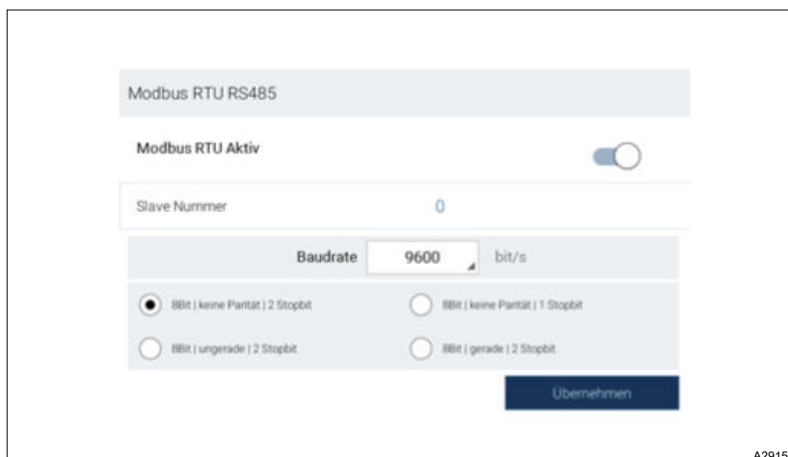 Modbus RTU RS485
Modbus RTU Aktiv
Slave Nummer 0
Baudrate 9600 bit/s
8Bit | keine Parität | 2 Stopbit 8Bit | keine Parität | 1 Stopbit
8Bit | ungerade | 2 Stopbit 8Bit | gerade | 2 Stopbit
Übernehmen
A2915